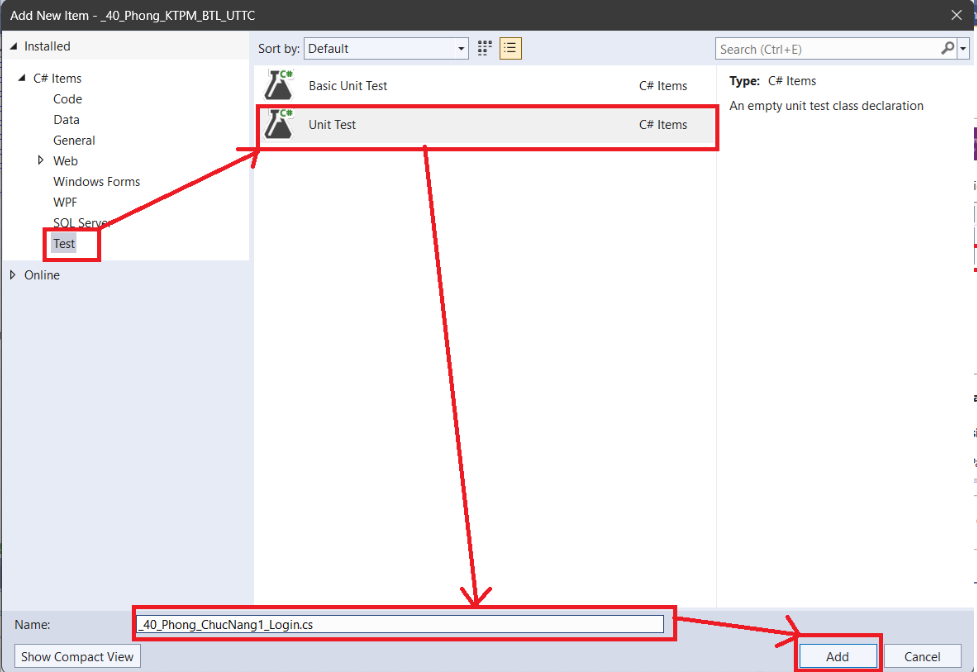 Add New Item - _40_Phong_KTPM_BTL_UTTC
Installed
C# Items
Code
Data
General
Web
Windows Forms
WPF
SQL Server
Test
Online
Sort by: Default
Search (Ctrl+E)
C#
Basic Unit Test C# Items
C#
Unit Test C# Items
Type: C# Items
An empty unit test class declaration
Name: _40_Phong_ChucNang1_Login.cs
Show Compact View
Add Cancel